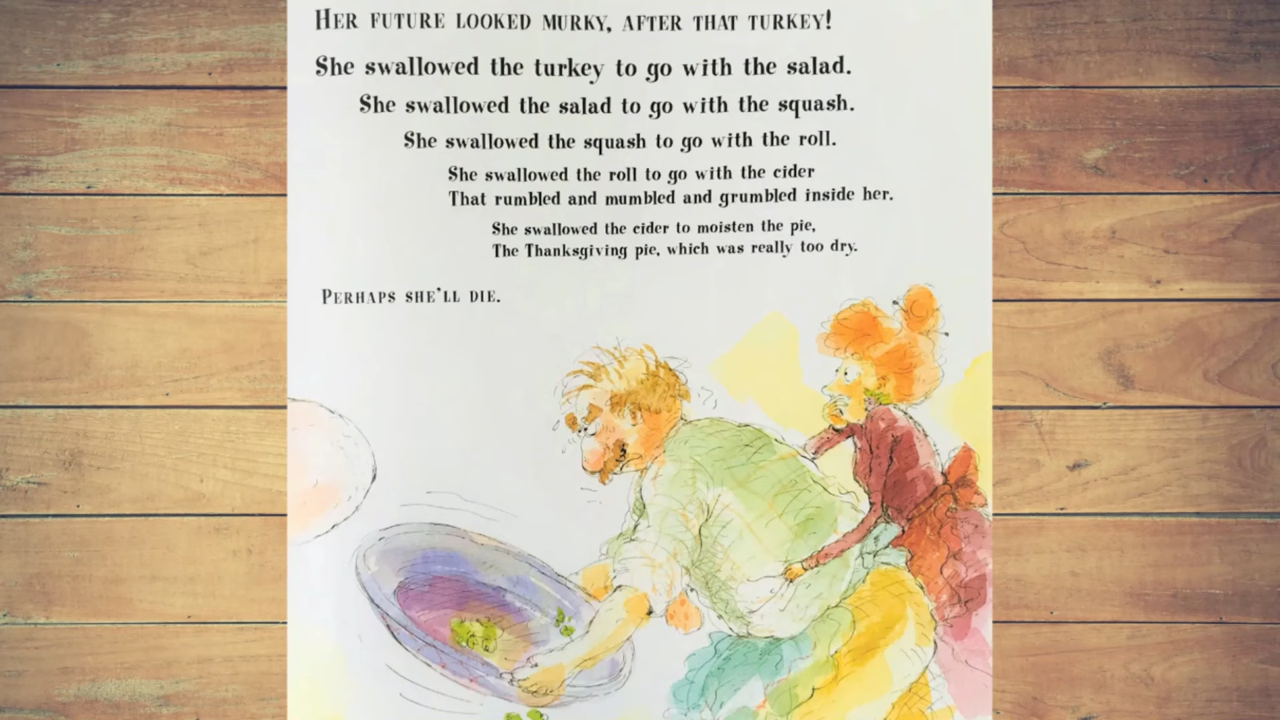 HER FUTURE LOOKED MURKY, AFTER THAT TURKEY!
She swallowed the turkey to go with the salad.
She swallowed the salad to go with the squash.
She swallowed the squash to go with the roll.
She swallowed the roll to go with the cider
That rumbled and mumbled and grumbled inside her.
She swallowed the cider to moisten the pie,
The Thanksgiving pie, which was really too dry.
PERHAPS SHE'LL DIE.